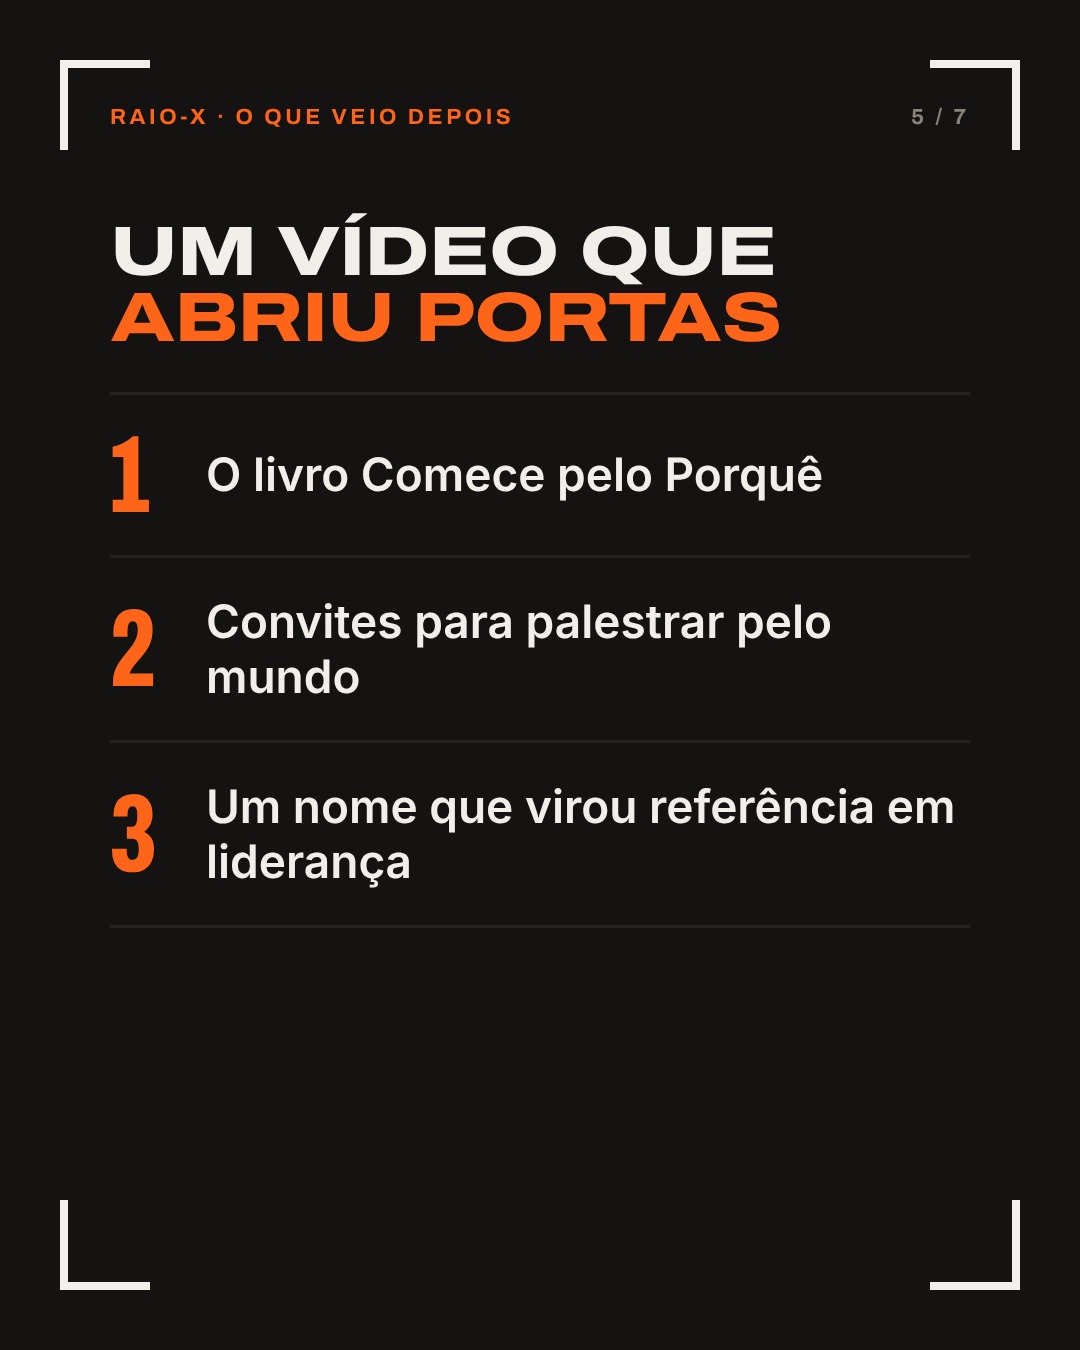 RAIO-X · O QUE VEIO DEPOIS
5 / 7
UM VÍDEO QUE
ABRIU PORTAS
1
O livro Comece pelo Porquê
2
Convites para palestrar pelo
mundo
3
Um nome que virou referência em
liderança